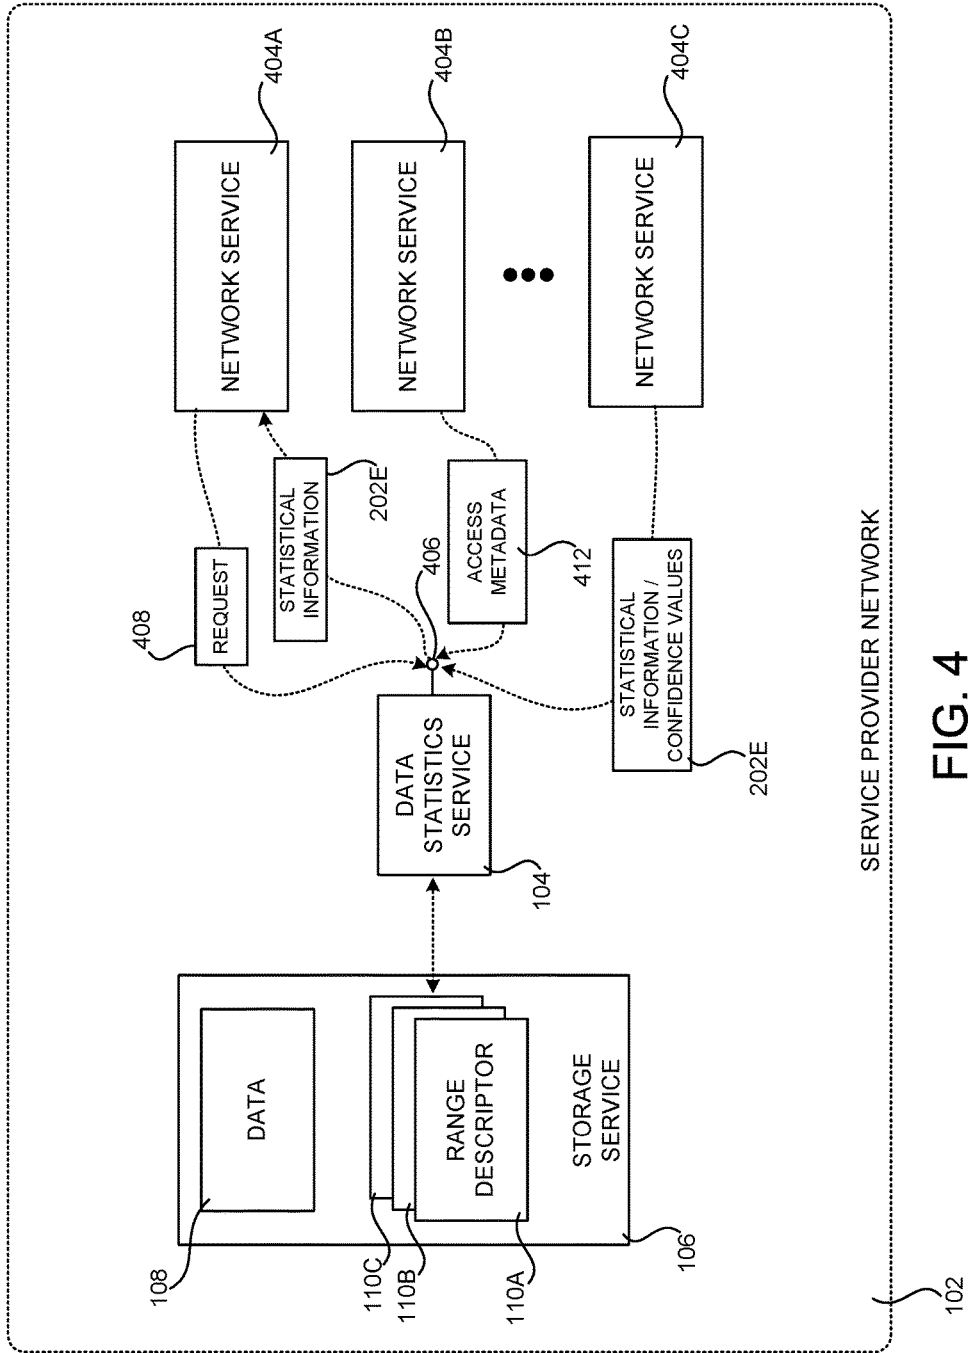 108
DATA
110C
110B
110A
RANGE
DESCRIPTOR
STORAGE
SERVICE
106
DATA
STATISTICS
SERVICE
104
406
408
REQUEST
STATISTICAL
INFORMATION
202E
ACCESS
METADATA
412
STATISTICAL
INFORMATION /
CONFIDENCE VALUES
202E
NETWORK SERVICE
404A
NETWORK SERVICE
404B
NETWORK SERVICE
404C
SERVICE PROVIDER NETWORK
102
FIG. 4